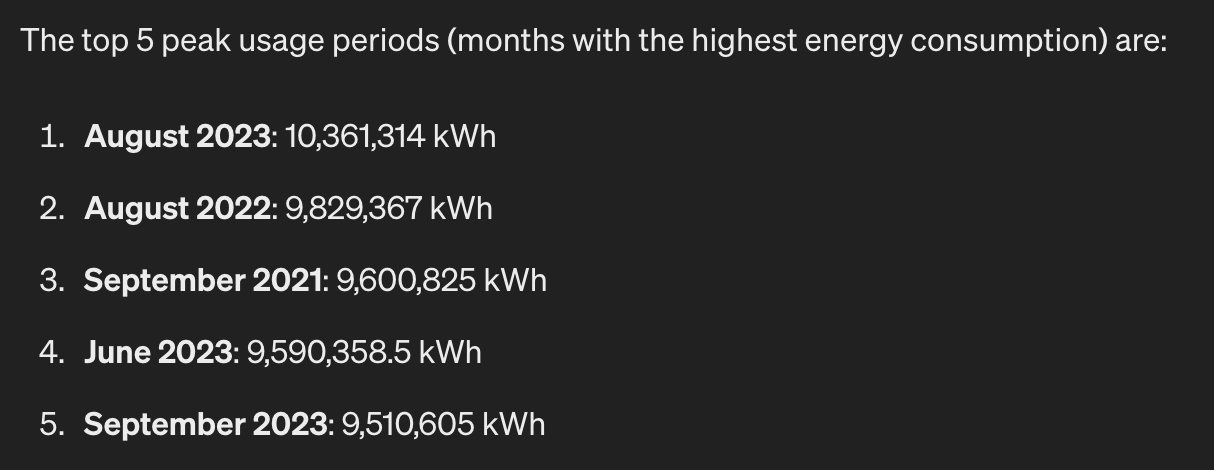 The top 5 peak usage periods (months with the highest energy consumption) are:
1. August 2023: 10,361,314 kWh
2. August 2022: 9,829,367 kWh
3. September 2021: 9,600,825 kWh
4. June 2023: 9,590,358.5 kWh
5. September 2023: 9,510,605 kWh